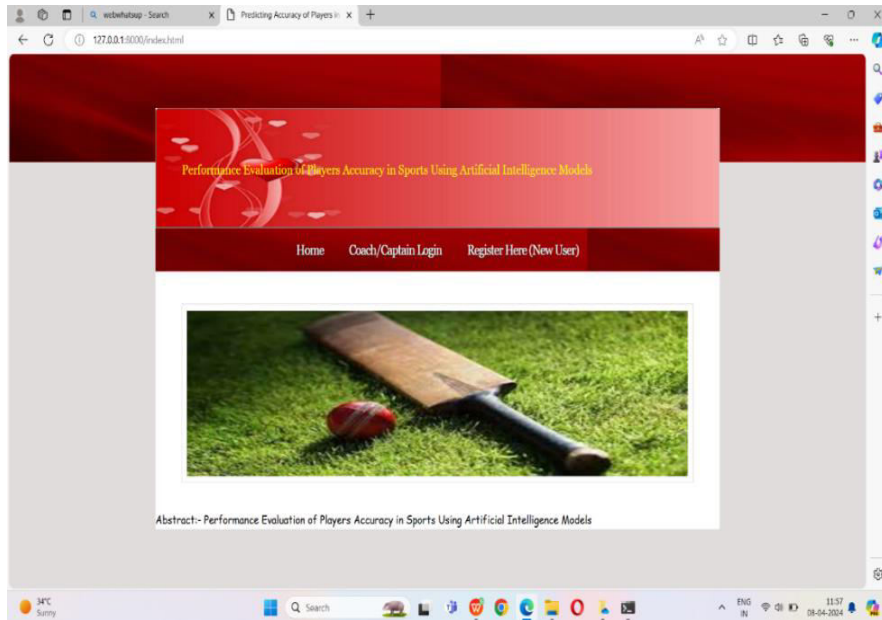 webwhatsup - Search
Predicting Accuracy of Players in
127.0.0.1:8000/index.html
Performance Evaluation of Players Accuracy in Sports Using Artificial Intelligence Models
Home Coach/Captain Login Register Here (New User)
Abstract:- Performance Evaluation of Players Accuracy in Sports Using Artificial Intelligence Models
34°C
Sunny
Search
ENG
IN
11:57
08-04-2024